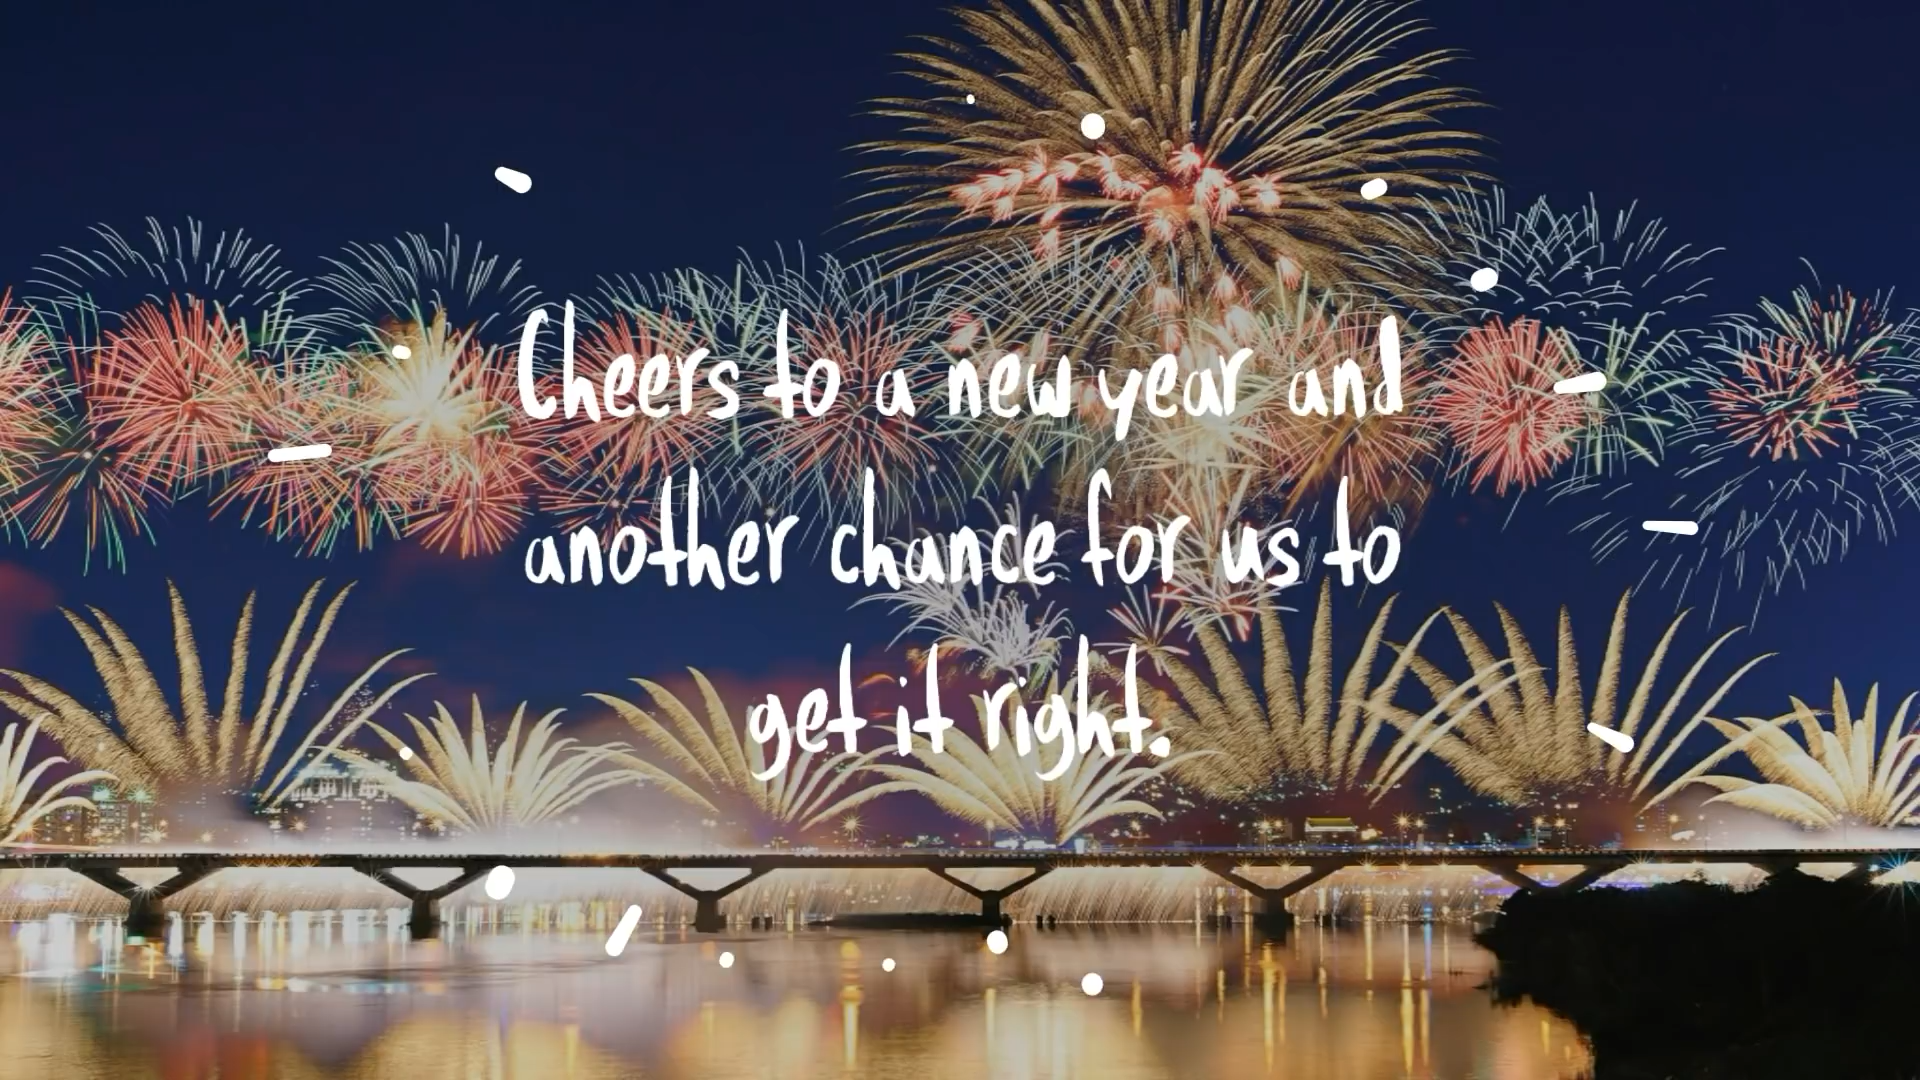 Cheers to a new year and
another chance for us to
get it right.